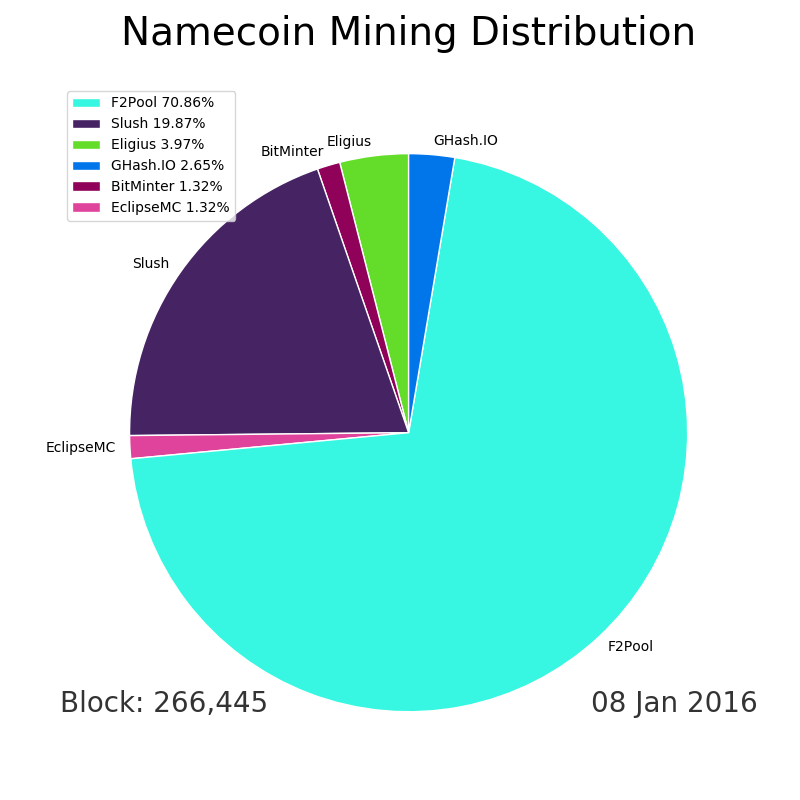 Namecoin Mining Distribution
F2Pool 70.86%
Slush 19.87%
Eligius 3.97%
GHash.IO 2.65%
BitMinter 1.32%
EclipseMC 1.32%
GHash.IO
Eligius
BitMinter
Slush
EclipseMC
F2Pool
Block: 266,445
08 Jan 2016